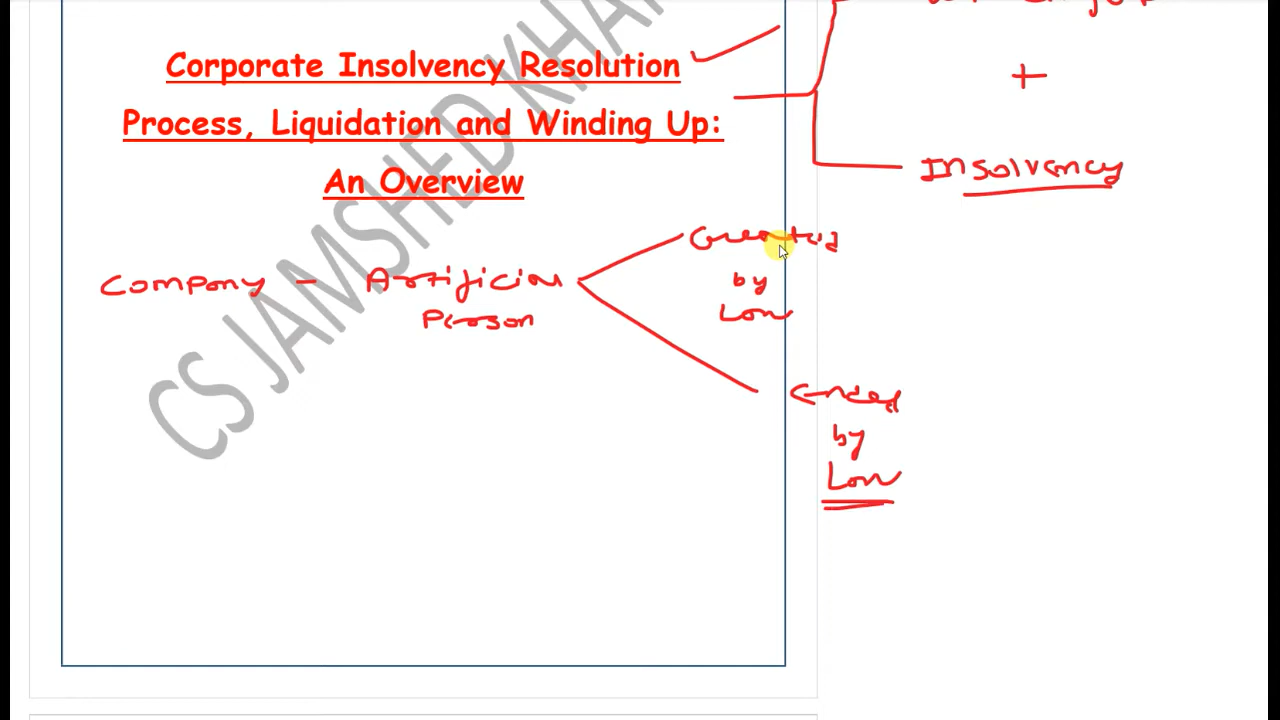 Corporate Insolvency Resolution
Process, Liquidation and Winding Up:
An Overview
+
Insolvency
Company - Artificial
Person
Created
by
Law
Ended
by
Law
CS JAMSHED KHAN